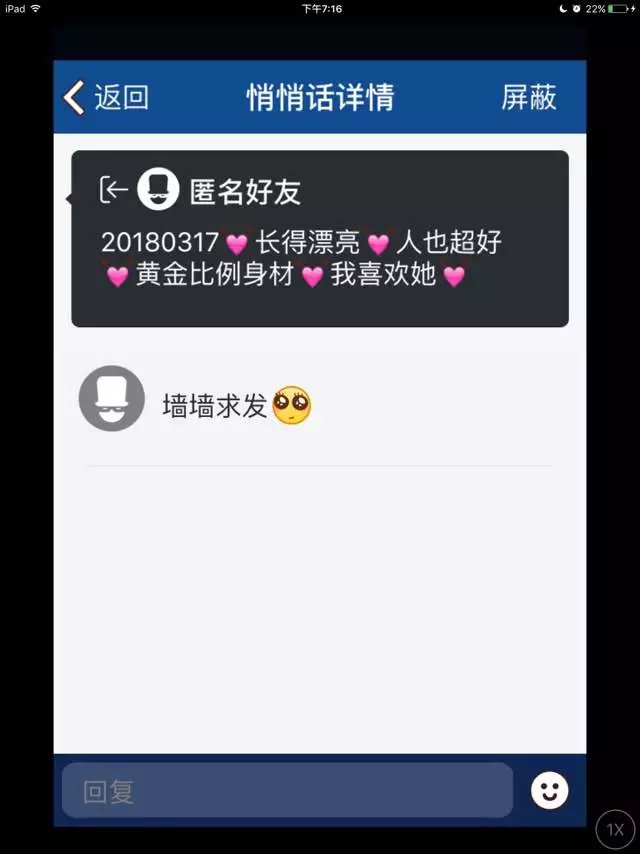 iPad 下午7:16 22%
返回 悄悄话详情 屏蔽
匿名好友
20180317💓长得漂亮💓人也超好
💓黄金比例身材💓我喜欢她💓
墙墙求发🥺
回复
1X